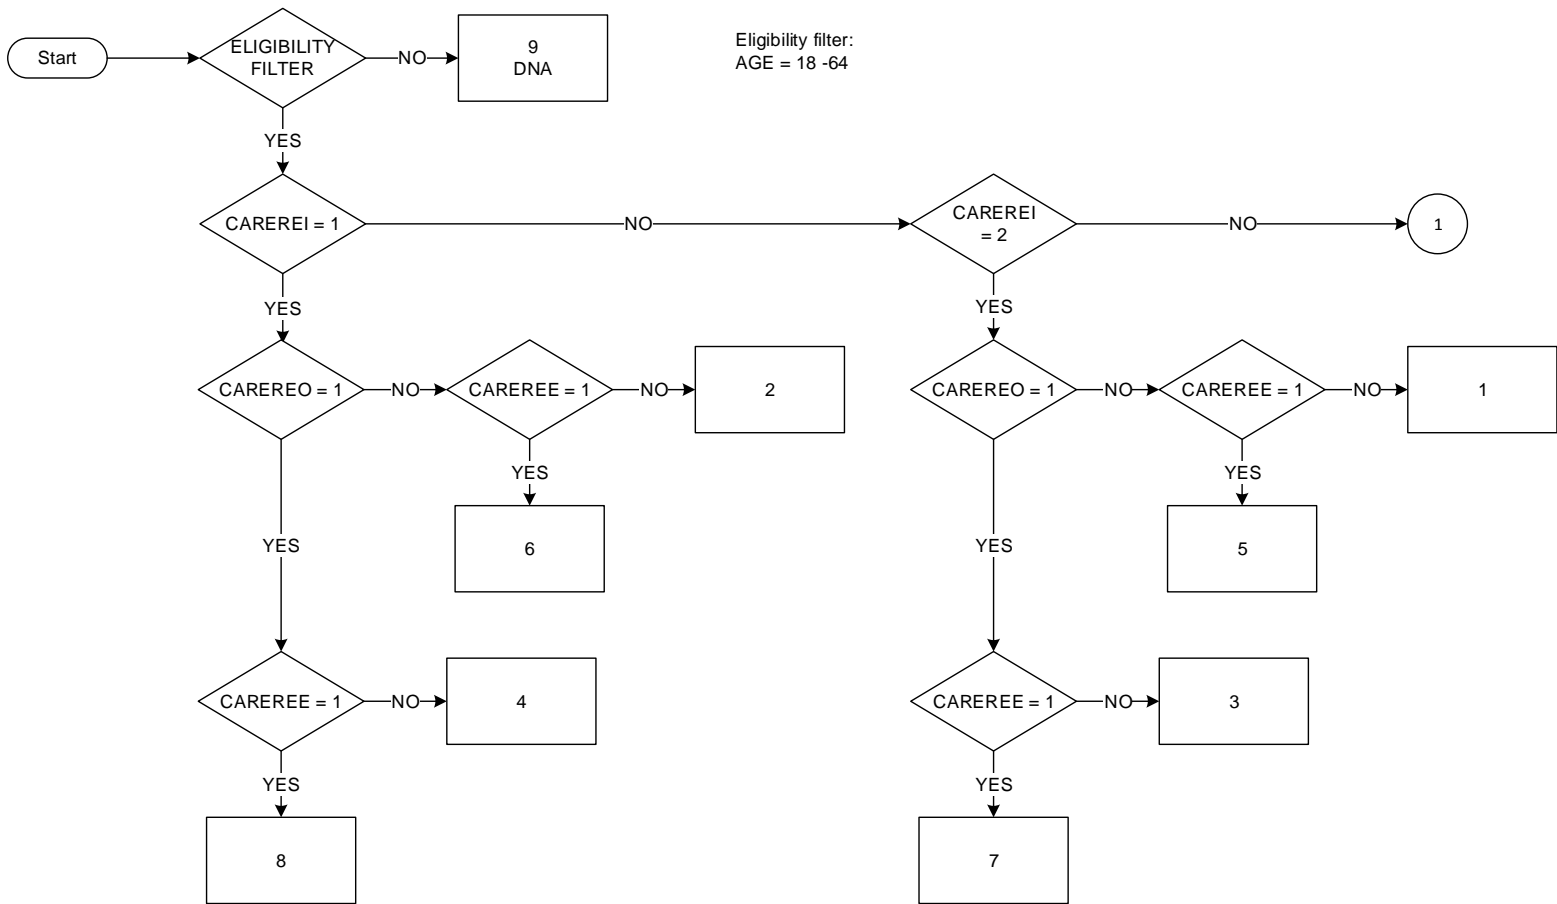 Start
ELIGIBILITY
FILTER
NO
9
DNA
Eligibility filter:
AGE = 18 -64
YES
CAREREI = 1
NO
CAREREI
= 2
NO
1
YES
YES
CAREREO = 1
NO
CAREREE = 1
NO
2
CAREREO = 1
NO
CAREREE = 1
NO
1
YES
YES
6
5
YES
YES
CAREREE = 1
NO
4
CAREREE = 1
NO
3
YES
YES
8
7